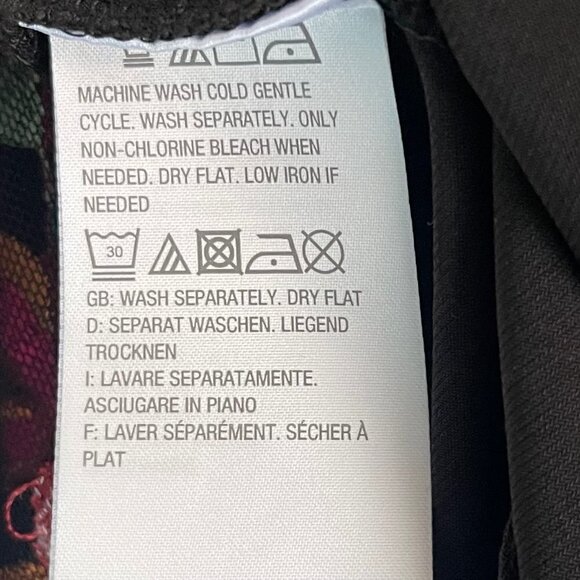 MACHINE WASH COLD GENTLE
CYCLE. WASH SEPARATELY. ONLY
NON-CHLORINE BLEACH WHEN
NEEDED. DRY FLAT. LOW IRON IF
NEEDED
30
GB: WASH SEPARATELY. DRY FLAT
D: SEPARAT WASCHEN. LIEGEND
TROCKNEN
I: LAVARE SEPARATAMENTE.
ASCIUGARE IN PIANO
F: LAVER SÉPARÉMENT. SÉCHER À
PLAT